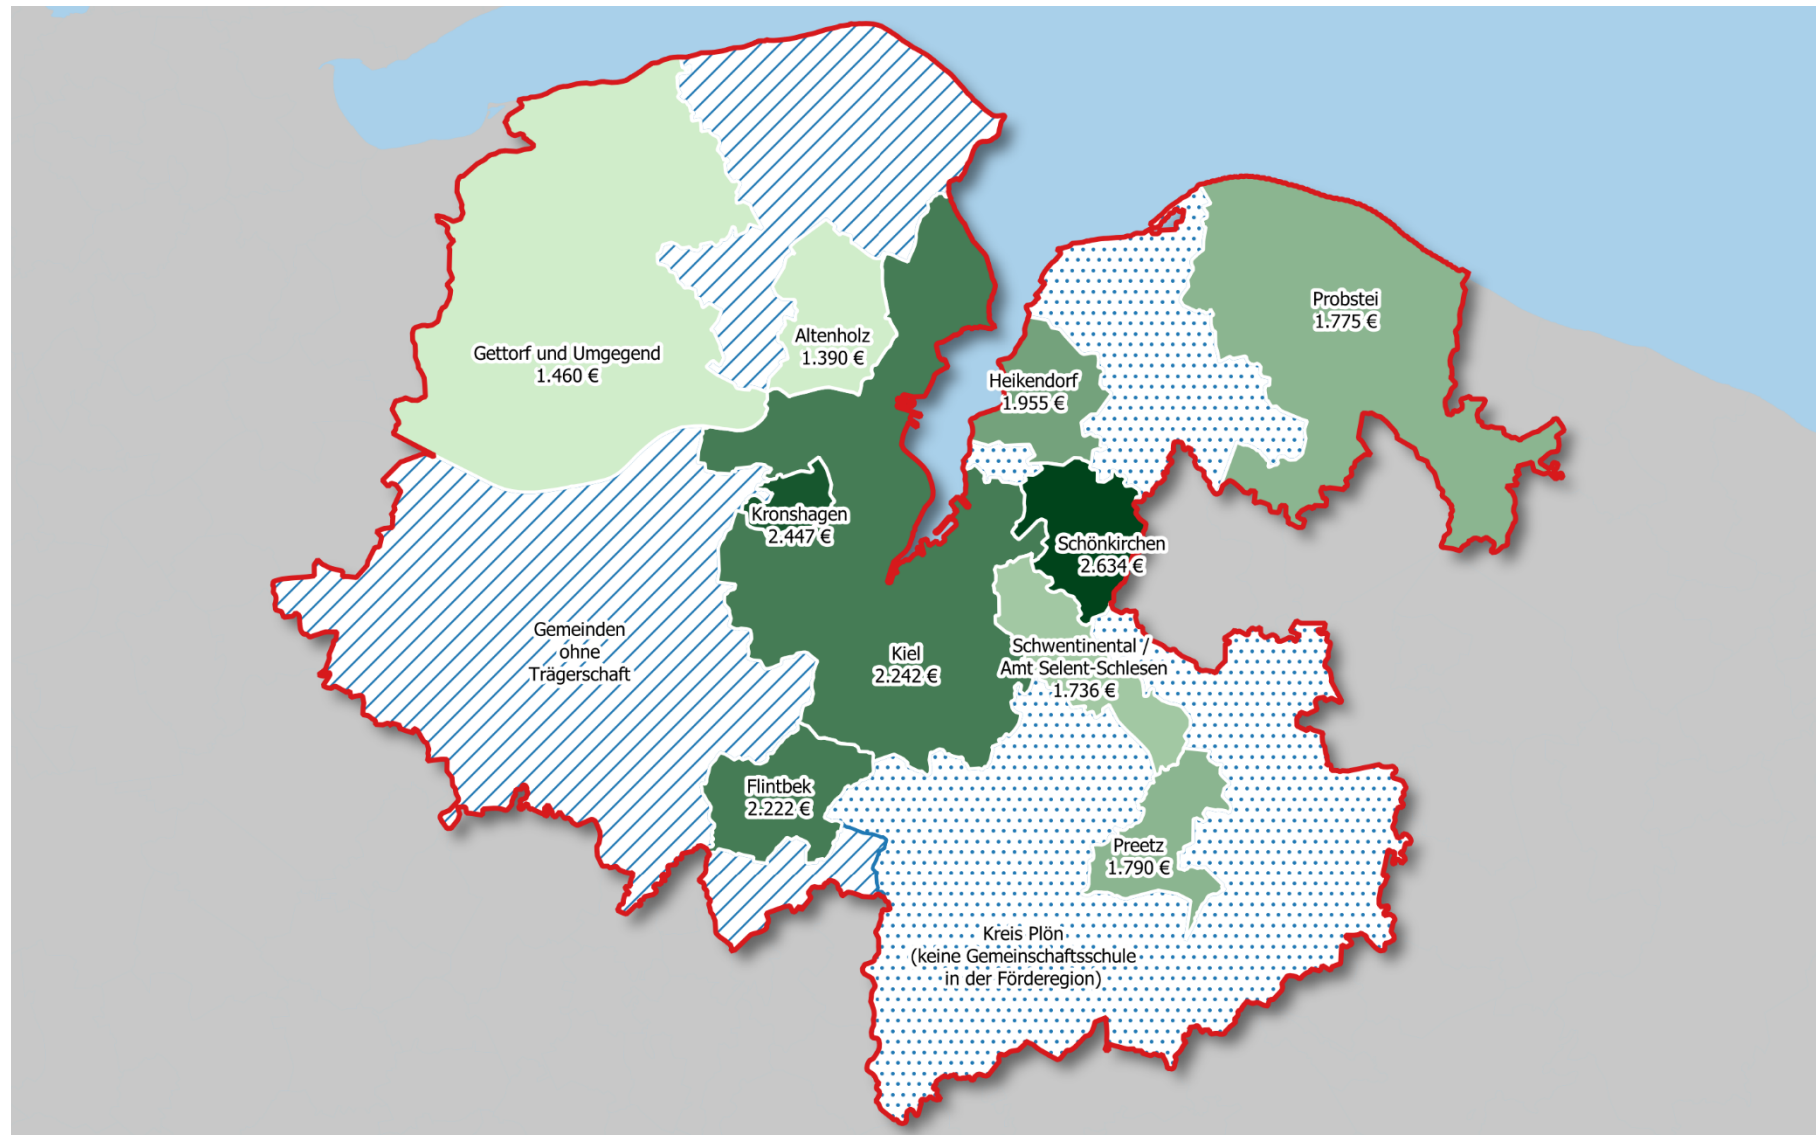 Probstei
1.775 €
Altenholz
1.390 €
Gettorf und Umgegend
1.460 €
Heikendorf
1.955 €
Kronshagen
2.447 €
Schönkirchen
2.634 €
Gemeinden
ohne
Trägerschaft
Kiel
2.242 €
Schwentinental /
Amt Selent-Schlesen
1.736 €
Flintbek
2.222 €
Preetz
1.790 €
Kreis Plön
(keine Gemeinschaftsschule
in der Förderegion)